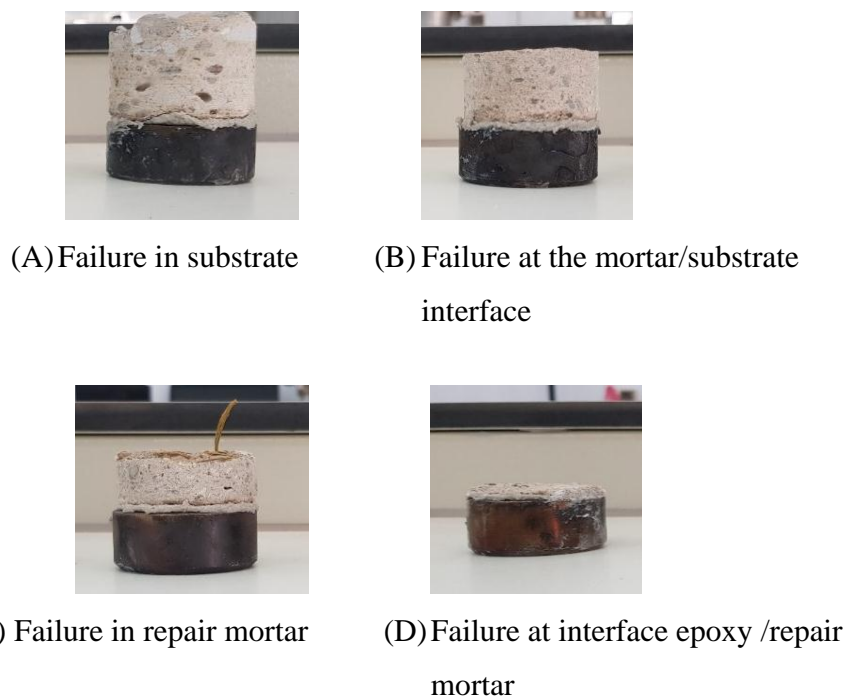 (A) Failure in substrate
(B) Failure at the mortar/substrate
interface
) Failure in repair mortar
(D) Failure at interface epoxy /repair
mortar